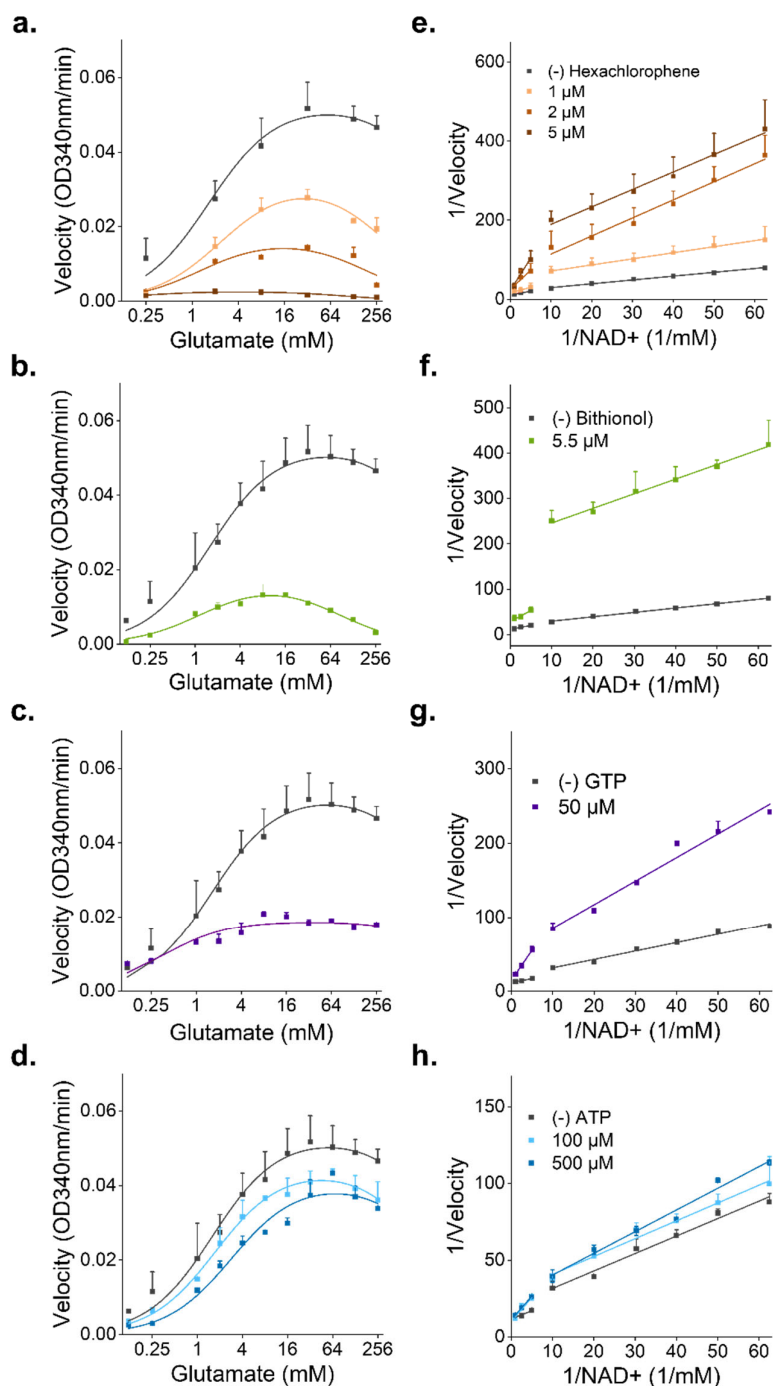 a.
Velocity (OD340nm/min)
0.06
0.04
0.02
0.00
0.25 1 4 16 64 256
Glutamate (mM)
e.
1/Velocity
600
400
200
0
(-) Hexachlorophene
1 µM
2 µM
5 µM
0 10 20 30 40 50 60
1/NAD+ (1/mM)
b.
Velocity (OD340nm/min)
0.06
0.04
0.02
0.00
0.25 1 4 16 64 256
Glutamate (mM)
f.
1/Velocity
500
400
300
200
100
0
(-) Bithionol)
5.5 µM
0 10 20 30 40 50 60
1/NAD+ (1/mM)
c.
Velocity (OD340nm/min)
0.06
0.04
0.02
0.00
0.25 1 4 16 64 256
Glutamate (mM)
g.
1/Velocity
300
200
100
0
(-) GTP
50 µM
0 10 20 30 40 50 60
1/NAD+ (1/mM)
d.
Velocity (OD340nm/min)
0.06
0.04
0.02
0.00
0.25 1 4 16 64 256
Glutamate (mM)
h.
1/Velocity
150
100
50
0
(-) ATP
100 µM
500 µM
0 10 20 30 40 50 60
1/NAD+ (1/mM)